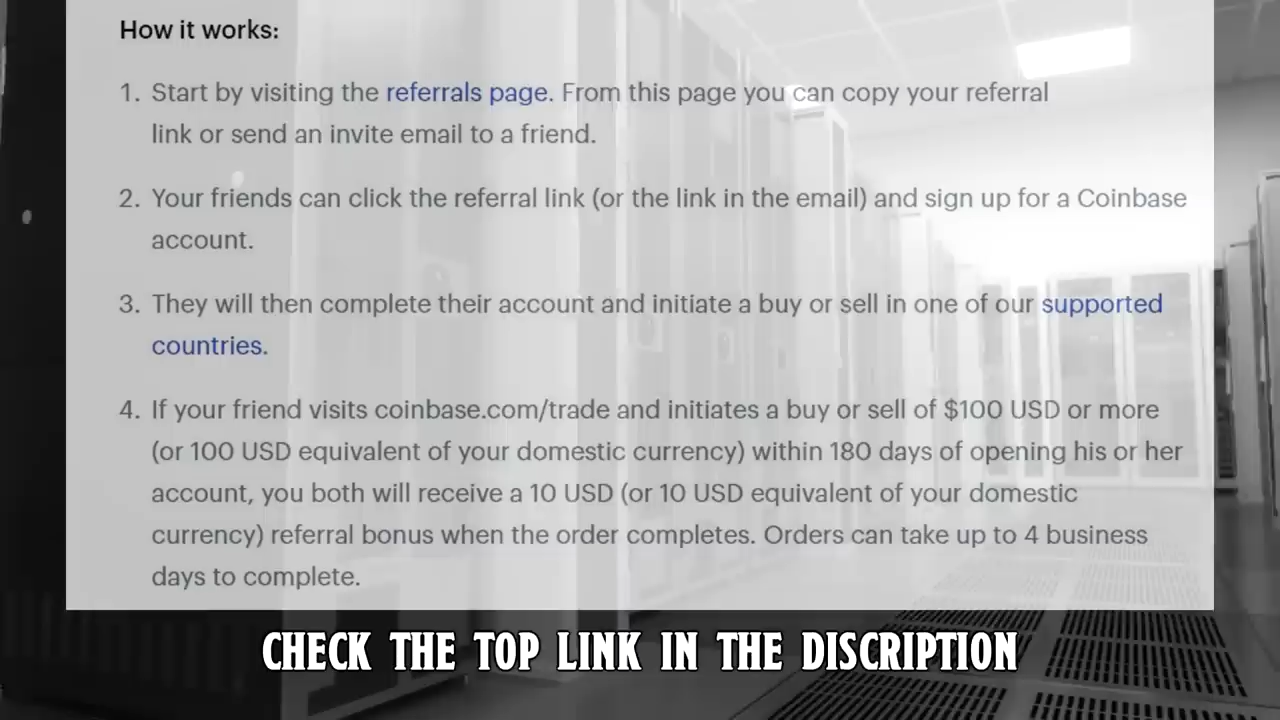 How it works:
1. Start by visiting the referrals page. From this page you can copy your referral
link or send an invite email to a friend.
2. Your friends can click the referral link (or the link in the email) and sign up for a Coinbase
account.
3. They will then complete their account and initiate a buy or sell in one of our supported
countries.
4. If your friend visits coinbase.com/trade and initiates a buy or sell of $100 USD or more
(or 100 USD equivalent of your domestic currency) within 180 days of opening his or her
account, you both will receive a 10 USD (or 10 USD equivalent of your domestic
currency) referral bonus when the order completes. Orders can take up to 4 business
days to complete.
CHECK THE TOP LINK IN THE DISCRIPTION